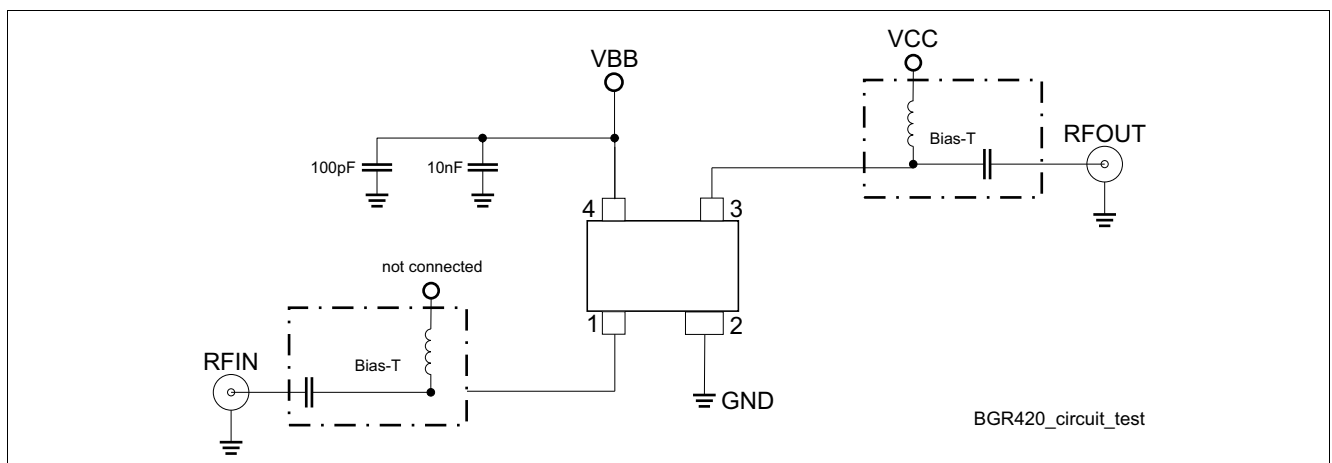 VCC
VBB
Bias-T
RFOUT
100pF
10nF
4
3
not connected
1
2
RFIN
Bias-T
GND
BGR420_circuit_test